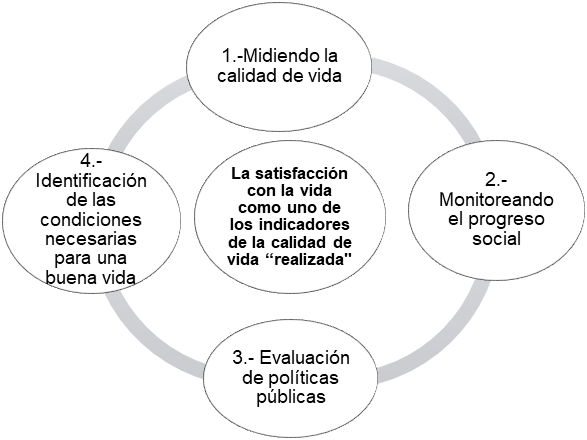 1.-Midiendo la
calidad de vida
2.-
Monitoreando
el progreso
social
3.- Evaluación
de políticas
públicas
4.-
Identificación
de las
condiciones
necesarias
para una
buena vida
La satisfacción
con la vida
como uno de
los indicadores
de la calidad de
vida “realizada"